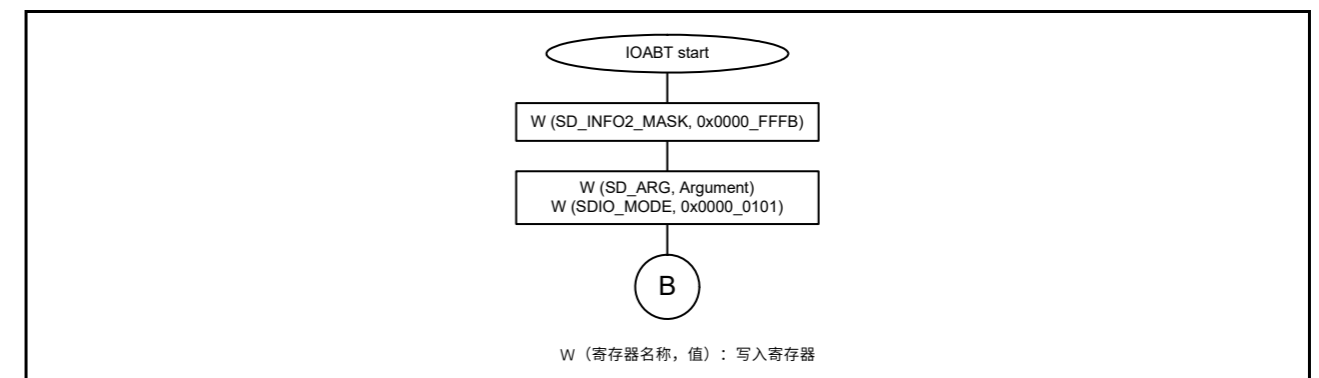 IOABT start
W (SD_INFO2_MASK, 0x0000_FFFB)
W (SD_ARG, Argument)
W (SDIO_MODE, 0x0000_0101)
B
W（寄存器名称，值）：写入寄存器